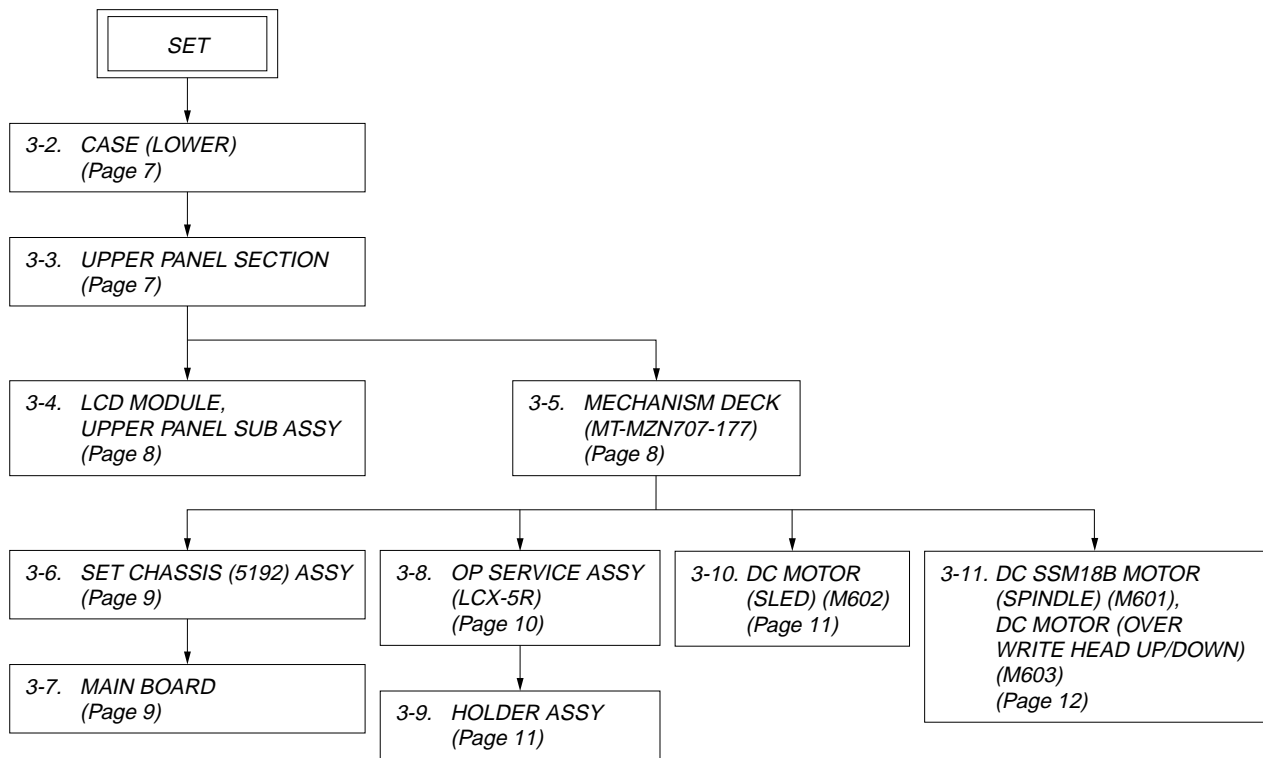 SET
3-2. CASE (LOWER)
(Page 7)
3-3. UPPER PANEL SECTION
(Page 7)
3-4. LCD MODULE,
UPPER PANEL SUB ASSY
(Page 8)
3-5. MECHANISM DECK
(MT-MZN707-177)
(Page 8)
3-6. SET CHASSIS (5192) ASSY
(Page 9)
3-7. MAIN BOARD
(Page 9)
3-8. OP SERVICE ASSY
(LCX-5R)
(Page 10)
3-9. HOLDER ASSY
(Page 11)
3-10. DC MOTOR
(SLED) (M602)
(Page 11)
3-11. DC SSM18B MOTOR
(SPINDLE) (M601),
DC MOTOR (OVER
WRITE HEAD UP/DOWN)
(M603)
(Page 12)